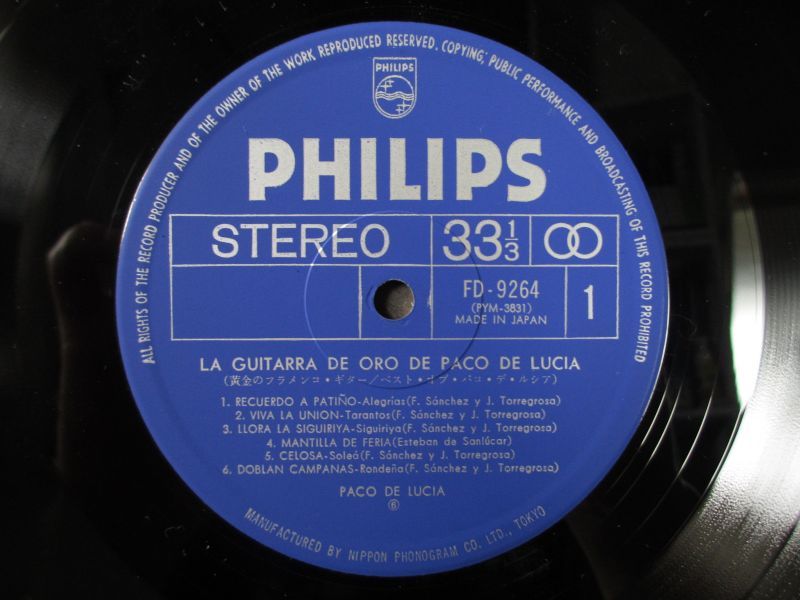 ALL RIGHTS OF THE RECORD PRODUCER AND OF THE OWNER OF THE WORK REPRODUCED RESERVED. COPYING, PUBLIC PERFORMANCE AND BROADCASTING OF THIS RECORD PROHIBITED
PHILIPS
PHILIPS
STEREO 33 1/3
FD-9264 1
(PYM-3831)
MADE IN JAPAN
LA GUITARRA DE ORO DE PACO DE LUCIA
(黄金のフラメンコ・ギター/ベスト・オブ・パコ・デ・ルシア)
1. RECUERDO A PATIÑO-Alegrías(F. Sánchez y J. Torregrosa)
2. VIVA LA UNION-Tarantos(F. Sánchez y J. Torregrosa)
3. LLORA LA SIGUIRIYA-Siguiriya(F. Sánchez y J. Torregrosa)
4. MANTILLA DE FERIA(Esteban de Sanlúcar)
5. CELOSA-Soleá(F. Sánchez y J. Torregrosa)
6. DOBLAN CAMPANAS-Rondeña(F. Sánchez y J. Torregrosa)
PACO DE LUCIA
⑥
MANUFACTURED BY NIPPON PHONOGRAM CO. LTD., TOKYO